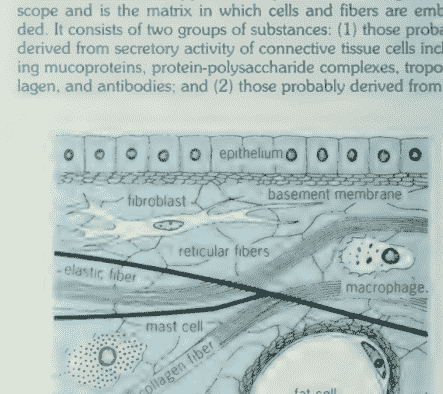 scope and is the matrix in which cells and fibers are emb
ded. It consists of two groups of substances: (1) those proba
derived from secretory activity of connective tissue cells incl
ing mucoproteins, protein-polysaccharide complexes, tropo
lagen, and antibodies; and (2) those probably derived from
epithelium
fibroblast
basement membrane
reticular fibers
elastic fiber
macrophage.
mast cell
collagen fiber
fat cell